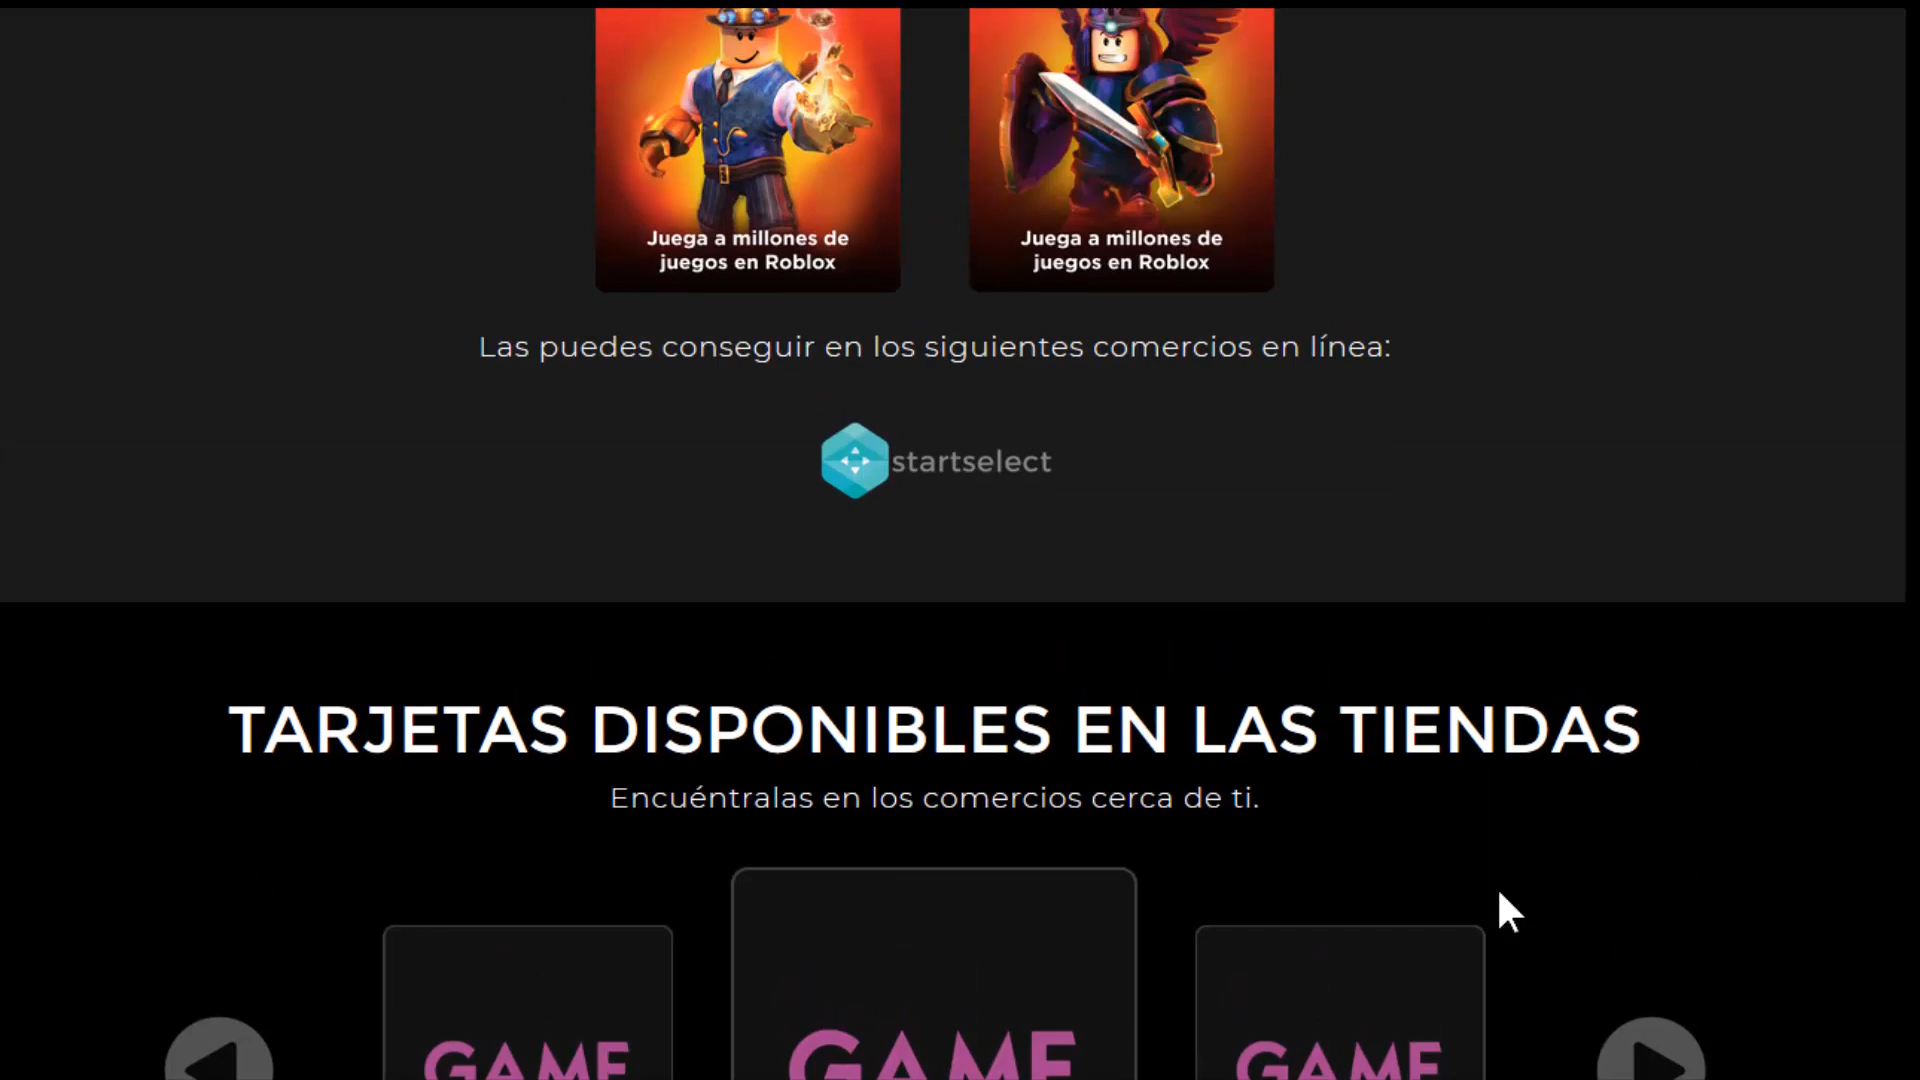 Juega a millones de
juegos en Roblox
Juega a millones de
juegos en Roblox
Las puedes conseguir en los siguientes comercios en línea:
startselect
TARJETAS DISPONIBLES EN LAS TIENDAS
Encuéntralas en los comercios cerca de ti.
GAME
GAME
GAME